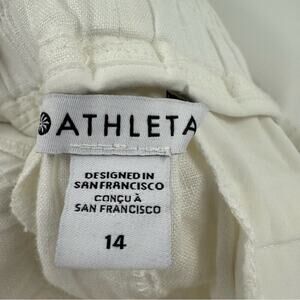 ATHLETA
DESIGNED IN
SAN FRANCISCO
CONÇU À
SAN FRANCISCO
14